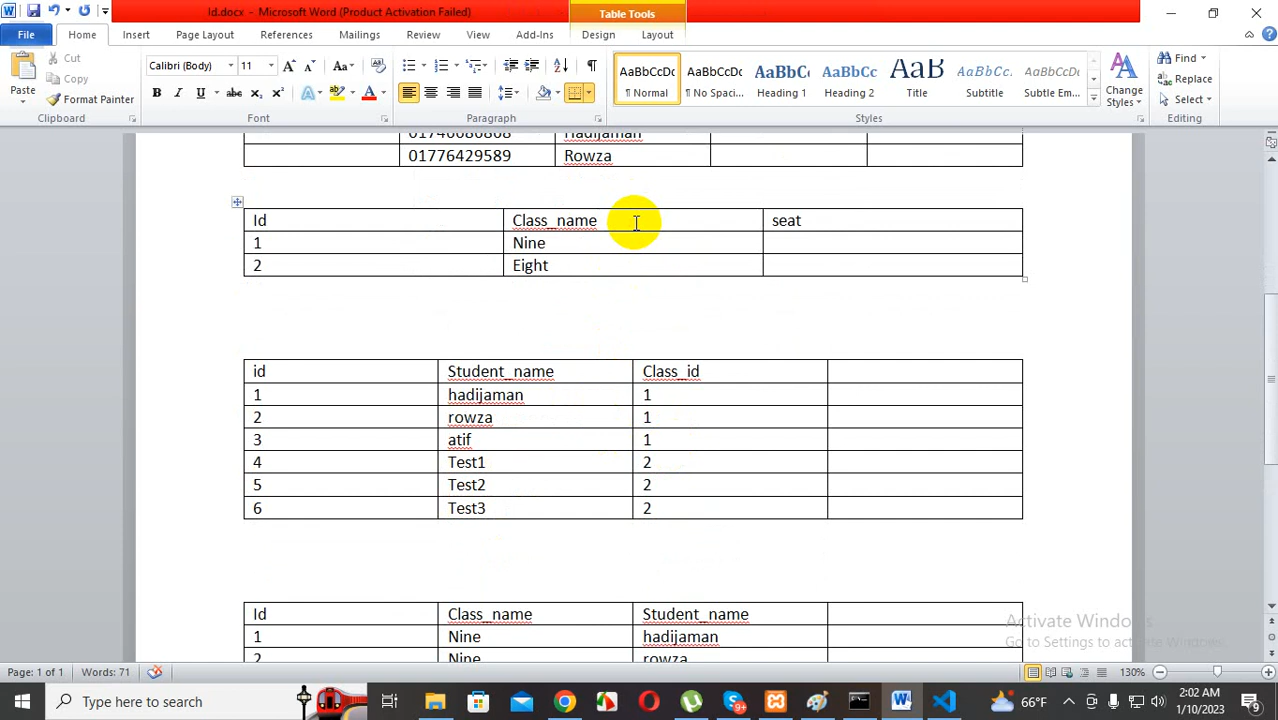 Id.docx - Microsoft Word (Product Activation Failed)
Table Tools
File Home Insert Page Layout References Mailings Review View Add-Ins Design Layout
Paste
Cut
Copy
Format Painter
Clipboard
Calibri (Body) 11
Font
Paragraph
AaBbCcDc AaBbCcDc AaBbCc AaBbCc AaB AaBbCcL AaBbCcDc
¶ Normal ¶ No Spaci... Heading 1 Heading 2 Title Subtitle Subtle Em...
Styles
Change Styles
Find
Replace
Select
Editing
01746686868 Hadijaman
01776429589 Rowza
Id Class_name seat
1 Nine
2 Eight
id Student_name Class_id
1 hadijaman 1
2 rowza 1
3 atif 1
4 Test1 2
5 Test2 2
6 Test3 2
Id Class_name Student_name
1 Nine hadijaman
2 Nine rowza
Activate Windows
Go to Settings to activate Windows.
Page: 1 of 1 Words: 71 130%
Type here to search
66°F
2:02 AM
1/10/2023